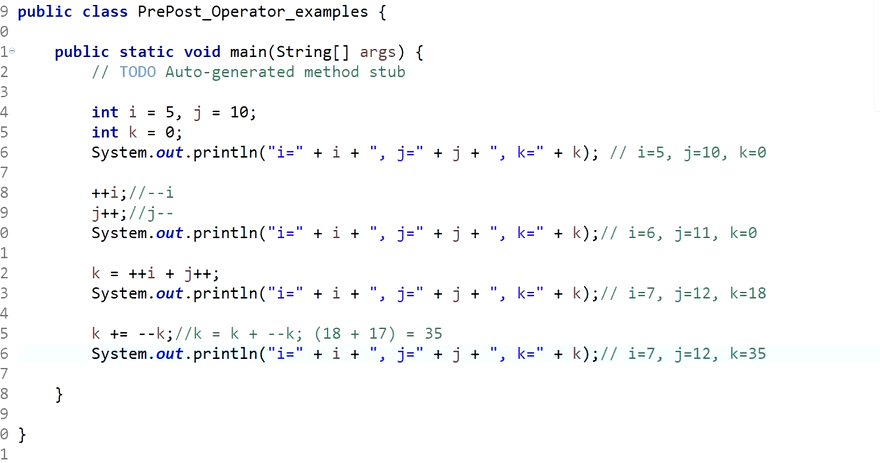 9 public class PrePost_Operator_examples {
0
1 public static void main(String[] args) {
2 // TODO Auto-generated method stub
3
4 int i = 5, j = 10;
5 int k = 0;
6 System.out.println("i=" + i + ", j=" + j + ", k=" + k); // i=5, j=10, k=0
7
8 ++i;//--i
9 j++;//j--
0 System.out.println("i=" + i + ", j=" + j + ", k=" + k);// i=6, j=11, k=0
1
2 k = ++i + j++;
3 System.out.println("i=" + i + ", j=" + j + ", k=" + k);// i=7, j=12, k=18
4
5 k += --k;//k = k + --k; (18 + 17) = 35
6 System.out.println("i=" + i + ", j=" + j + ", k=" + k);// i=7, j=12, k=35
7
8 }
9
0 }
1